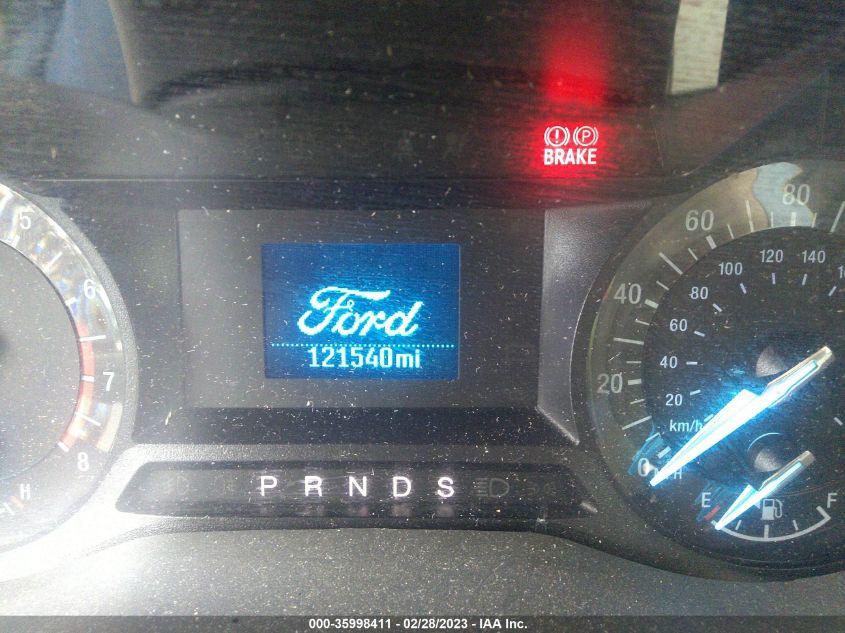 BRAKE
P
5
6
7
8
H
Ford
121540mi
P R N D S
0 20 40 60 80
20 40 60 80 100 120 140
km/h
E F
000-35998411 - 02/28/2023 - IAA Inc.